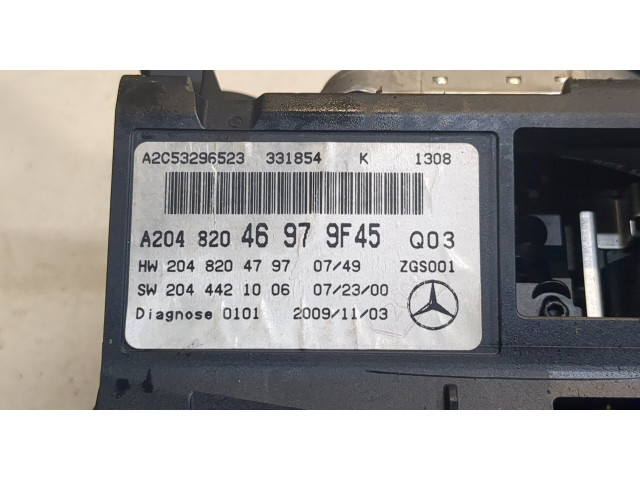 A2C53296523 331854 K 1308
A204 820 46 97 9F45 Q03
HW 204 820 47 97 07/49 ZGS001
SW 204 442 10 06 07/23/00
Diagnose 0101 2009/11/03